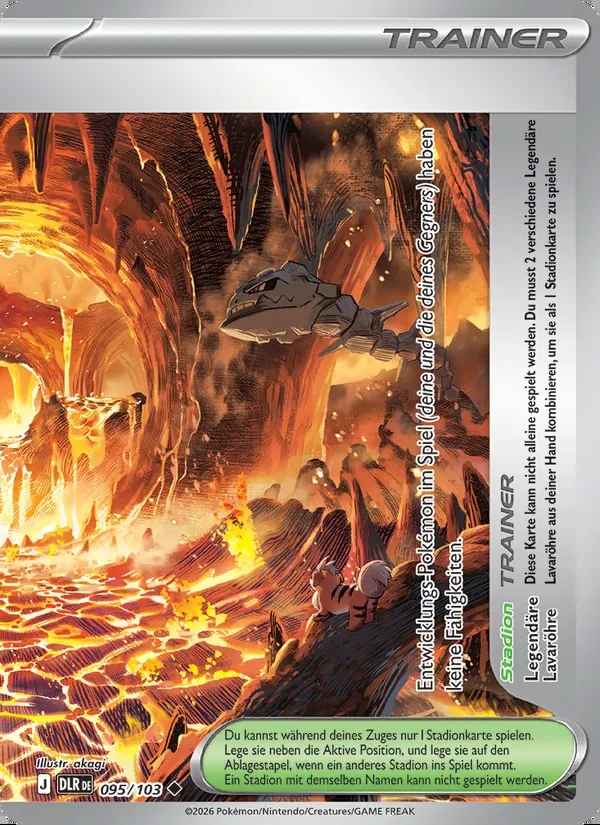 TRAINER
Stadion TRAINER
Legendäre
Lavaröhre
Diese Karte kann nicht alleine gespielt werden. Du musst 2 verschiedene Legendäre
Lavaröhre aus deiner Hand kombinieren, um sie als 1 Stadionkarte zu spielen.
Entwicklungs-Pokémon im Spiel (deine und die deines Gegners) haben
keine Fähigkeiten.
Du kannst während deines Zuges nur 1 Stadionkarte spielen.
Lege sie neben die Aktive Position, und lege sie auf den
Ablagestapel, wenn ein anderes Stadion ins Spiel kommt.
Ein Stadion mit demselben Namen kann nicht gespielt werden.
Illustr. akagi
J DLR DE 095/103
©2026 Pokémon/Nintendo/Creatures/GAME FREAK